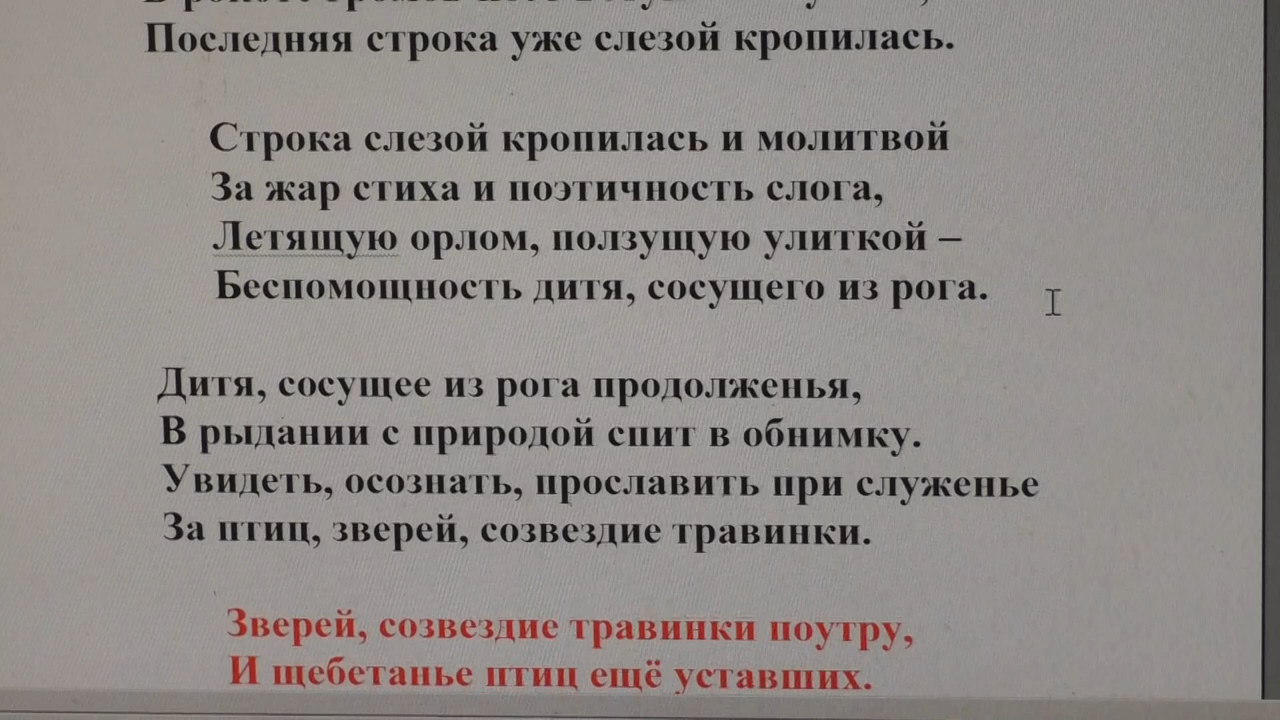 Последняя строка уже слезой кропилась.
Строка слезой кропилась и молитвой
За жар стиха и поэтичность слога,
Летящую орлом, ползущую улиткой –
Беспомощность дитя, сосущего из рога.
Дитя, сосущее из рога продолженья,
В рыдании с природой спит в обнимку.
Увидеть, осознать, прославить при служенье
За птиц, зверей, созвездие травинки.
Зверей, созвездие травинки поутру,
И щебетанье птиц ещё уставших.